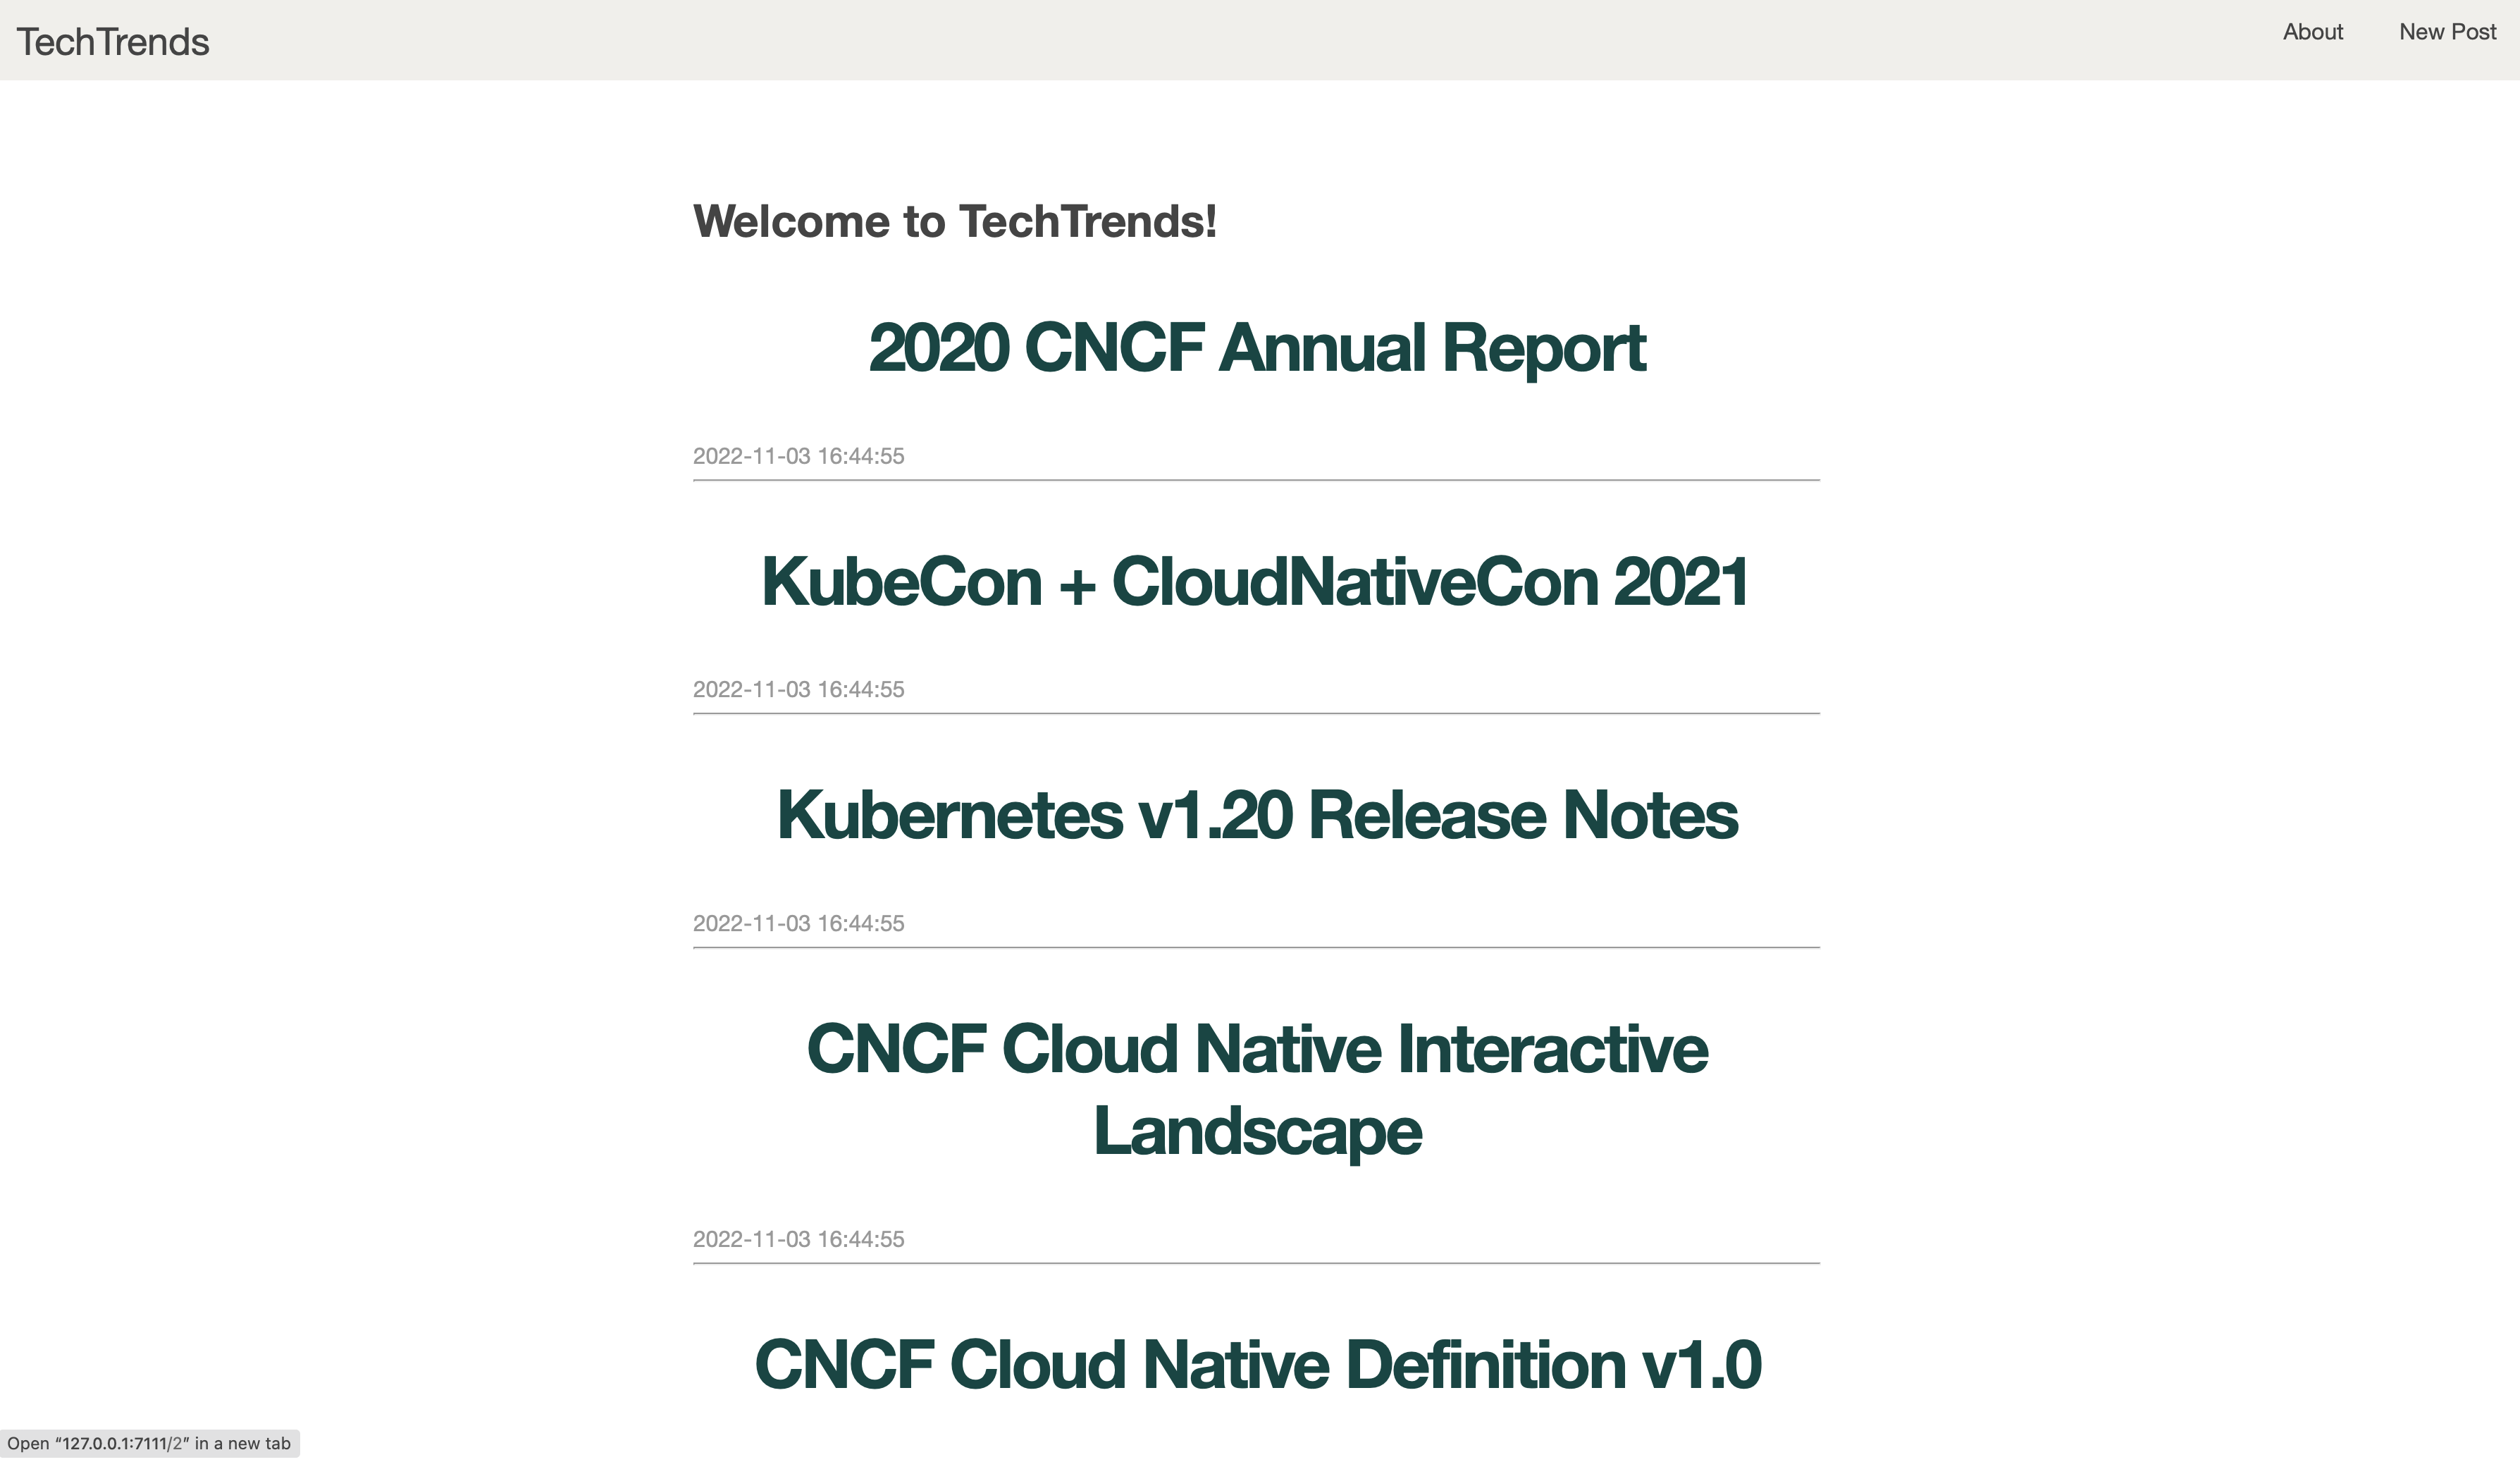 TechTrends
About
New Post
Welcome to TechTrends!
2020 CNCF Annual Report
2022-11-03 16:44:55
KubeCon + CloudNativeCon 2021
2022-11-03 16:44:55
Kubernetes v1.20 Release Notes
2022-11-03 16:44:55
CNCF Cloud Native Interactive
Landscape
2022-11-03 16:44:55
CNCF Cloud Native Definition v1.0
Open “127.0.0.1:7111/2” in a new tab